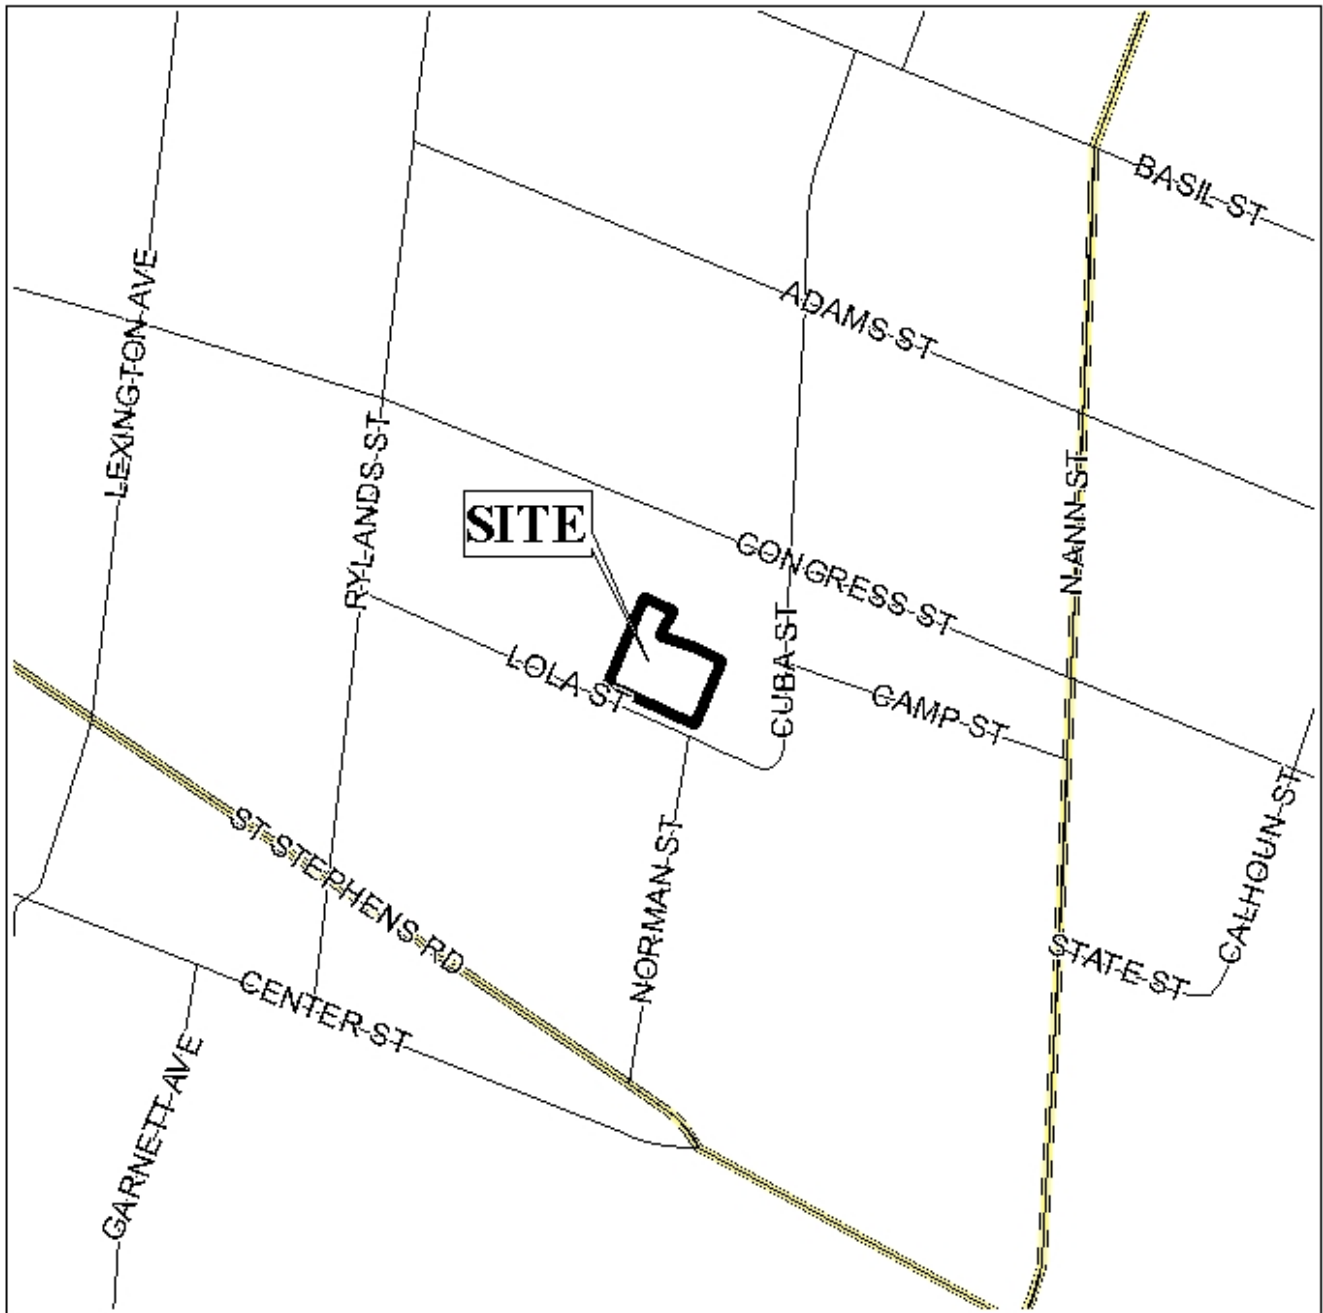 BASIL ST
LEXINGTON AVE
ADAMS ST
RYLANDS ST
N ANN ST
SITE
CONGRESS ST
CUBA ST
LOLA ST
CAMP ST
CALHOUN ST
ST STEPHENS RD
NORMAN ST
STATE ST
CENTER ST
GARNETT AVE